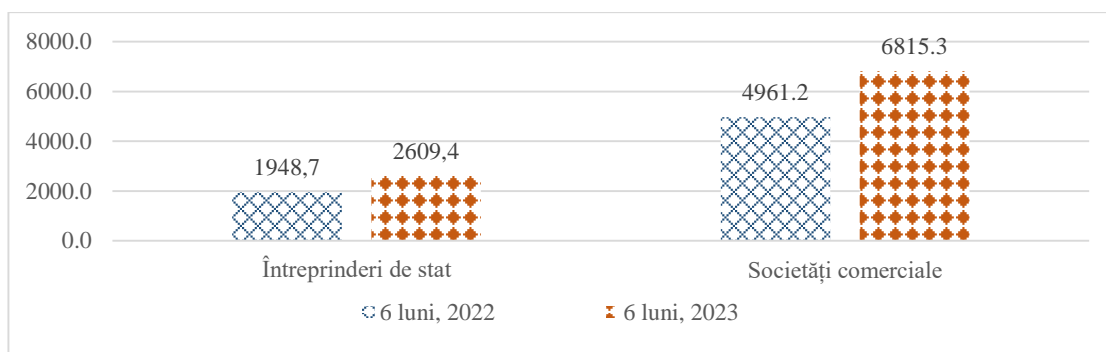 8000.0
6000.0
4000.0
2000.0
0.0
1948,7
2609,4
4961.2
6815.3
Întreprinderi de stat
Societăți comerciale
6 luni, 2022
6 luni, 2023